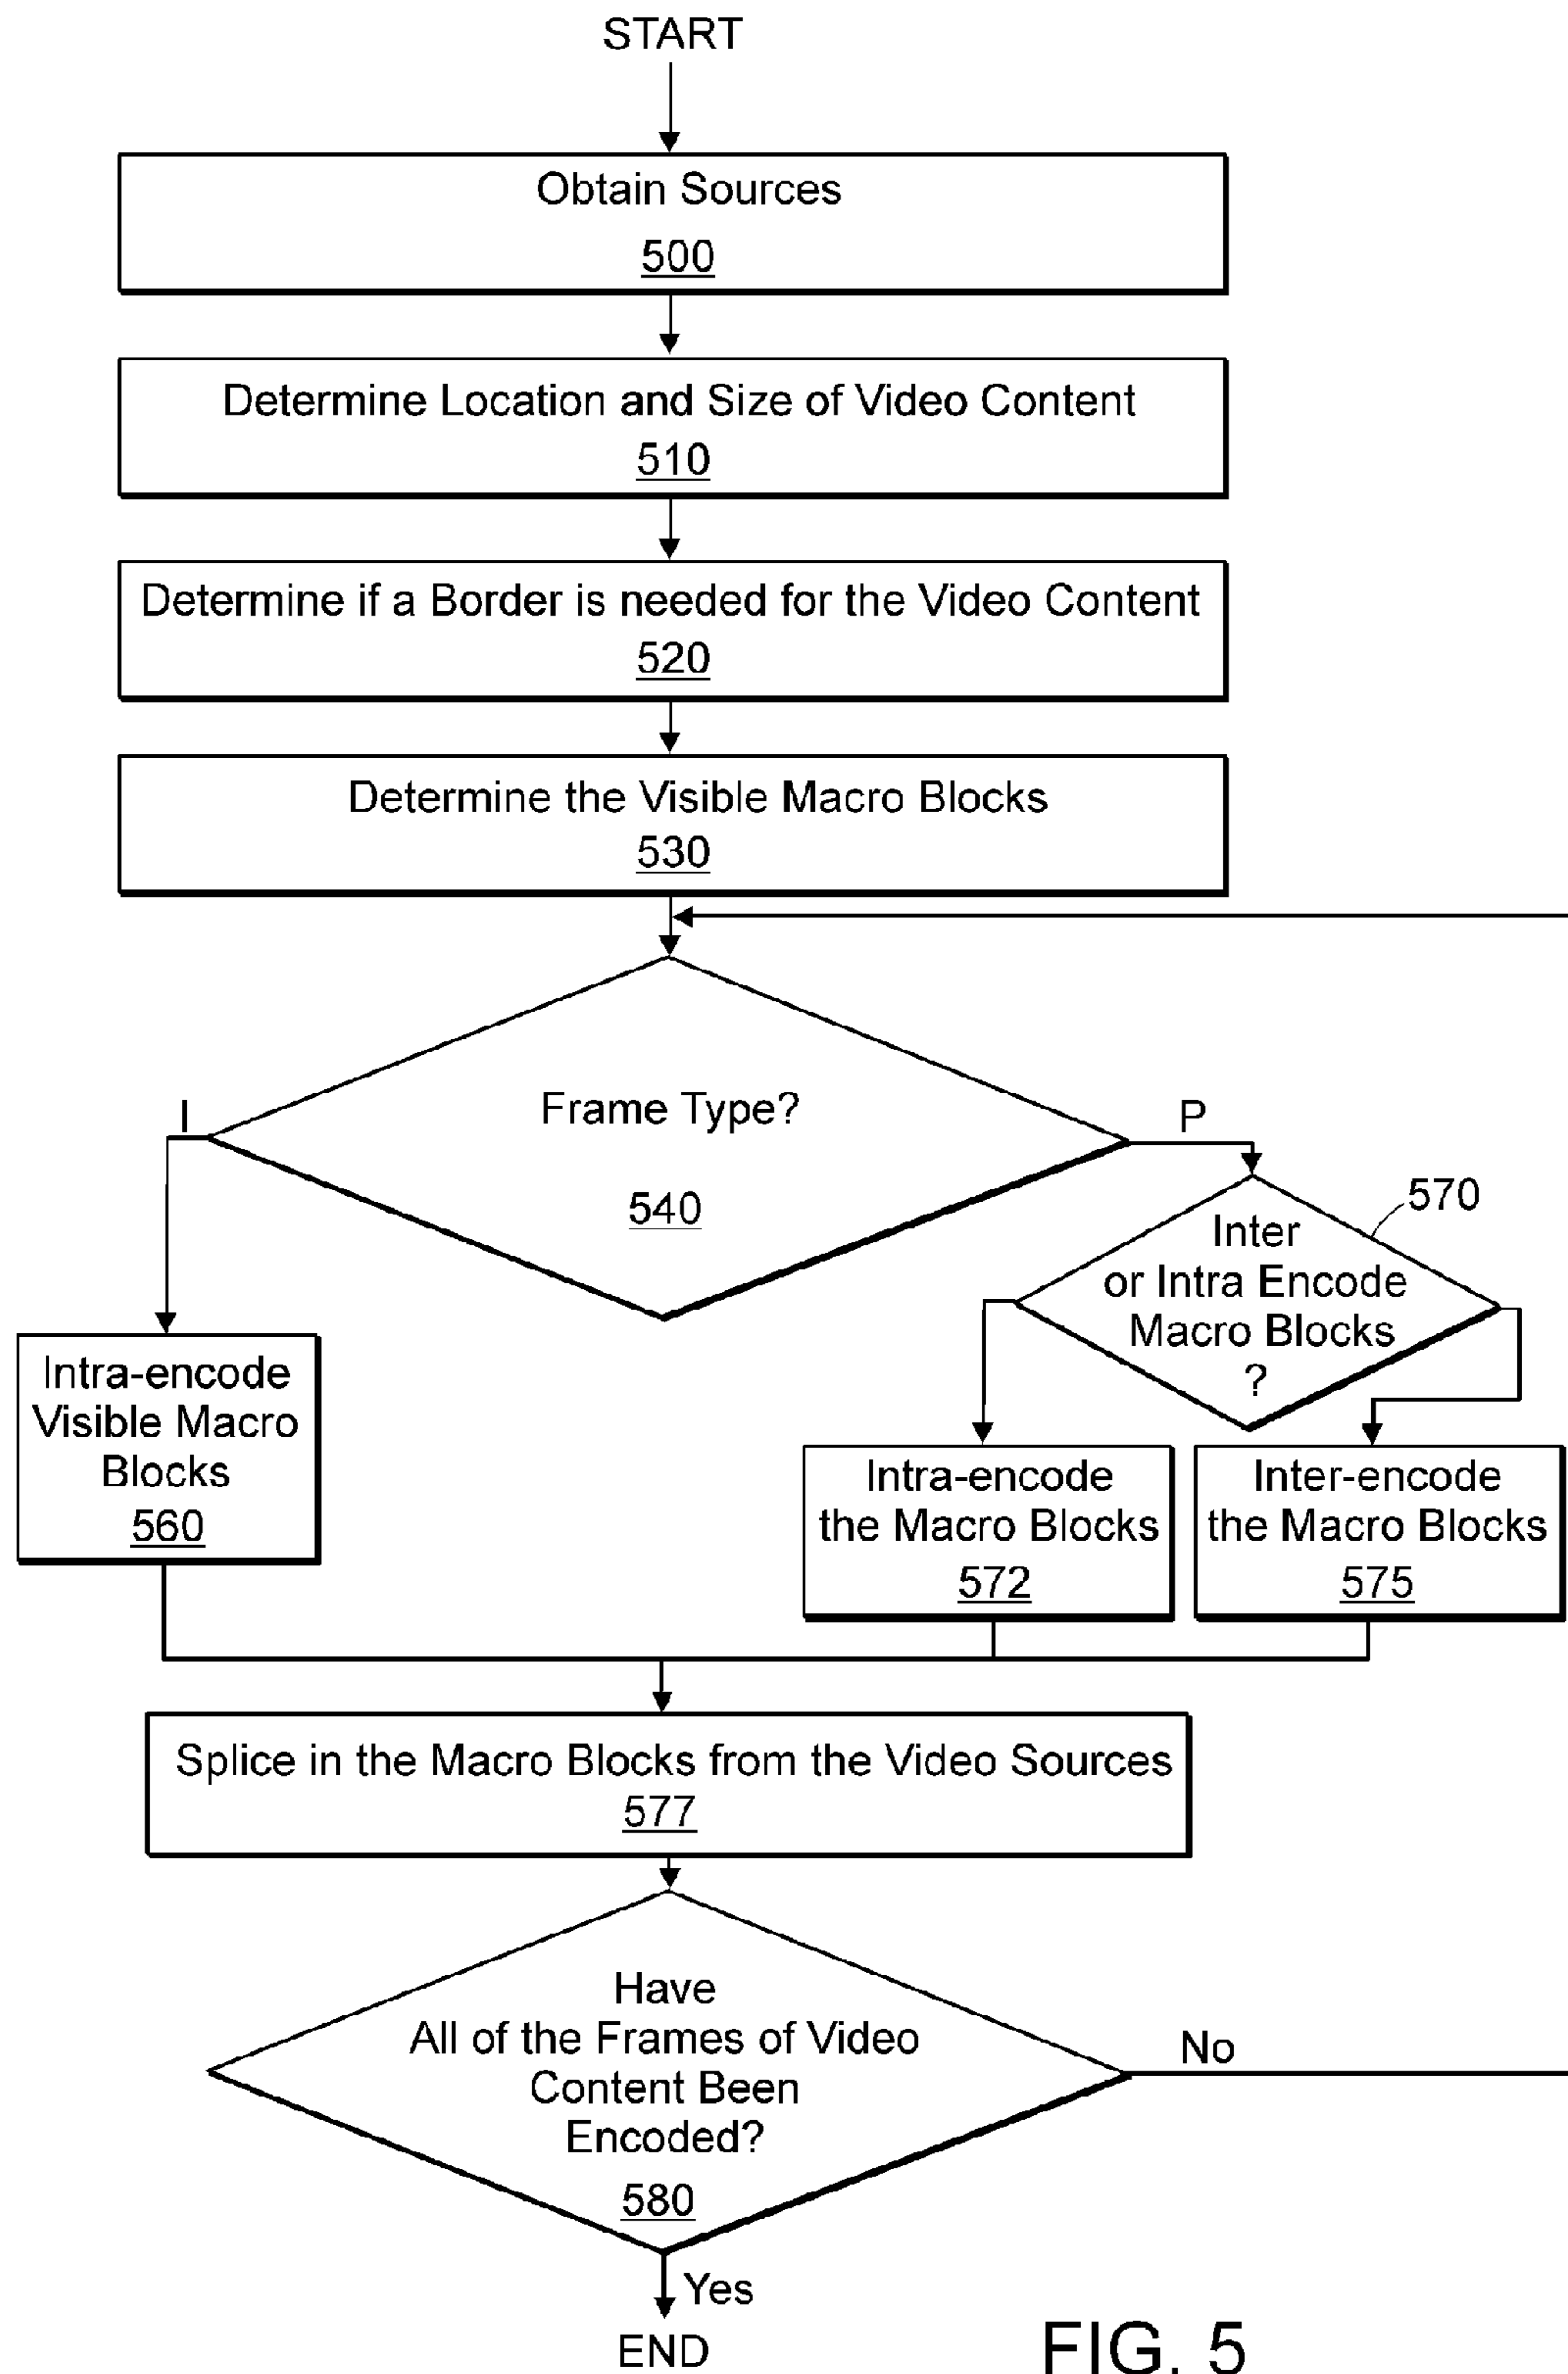 START
Obtain Sources
500
Determine Location and Size of Video Content
510
Determine if a Border is needed for the Video Content
520
Determine the Visible Macro Blocks
530
Frame Type?
540
I
P
570
Inter
or Intra Encode
Macro Blocks
?
Intra-encode
Visible Macro
Blocks
560
Intra-encode
the Macro Blocks
572
Inter-encode
the Macro Blocks
575
Splice in the Macro Blocks from the Video Sources
577
Have
All of the Frames of Video
Content Been
Encoded?
580
No
Yes
END
FIG. 5